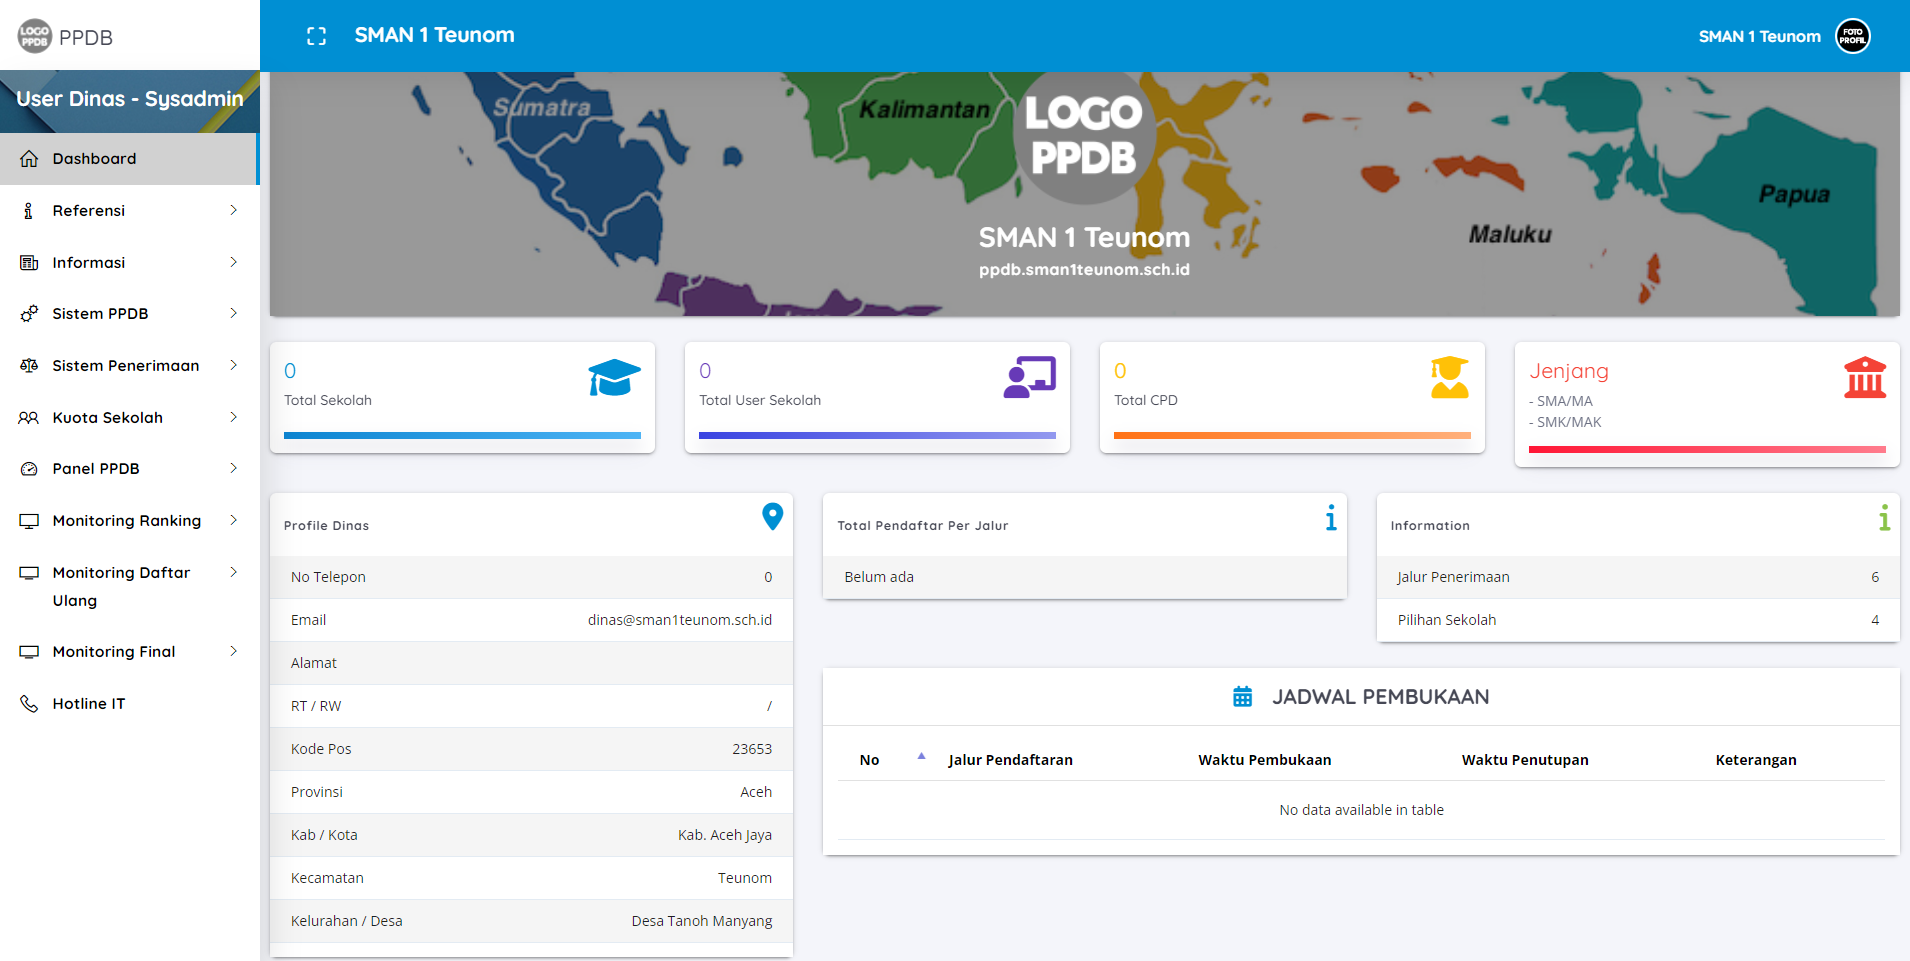 LOGO
PPDB
PPDB
User Dinas - Sysadmin
Dashboard
Referensi
Informasi
Sistem PPDB
Sistem Penerimaan
Kuota Sekolah
Panel PPDB
Monitoring Ranking
Monitoring Daftar
Ulang
Monitoring Final
Hotline IT
SMAN 1 Teunom
SMAN 1 Teunom
FOTO
PROFIL
Sumatra
Kalimantan
Papua
Maluku
LOGO
PPDB
SMAN 1 Teunom
ppdb.sman1teunom.sch.id
0
Total Sekolah
0
Total User Sekolah
0
Total CPD
Jenjang
- SMA/MA
- SMK/MAK
Profile Dinas
No Telepon 0
Email dinas@sman1teunom.sch.id
Alamat
RT / RW /
Kode Pos 23653
Provinsi Aceh
Kab / Kota Kab. Aceh Jaya
Kecamatan Teunom
Kelurahan / Desa Desa Tanoh Manyang
Total Pendaftar Per Jalur
Belum ada
Information
Jalur Penerimaan 6
Pilihan Sekolah 4
JADWAL PEMBUKAAN
No Jalur Pendaftaran Waktu Pembukaan Waktu Penutupan Keterangan
No data available in table